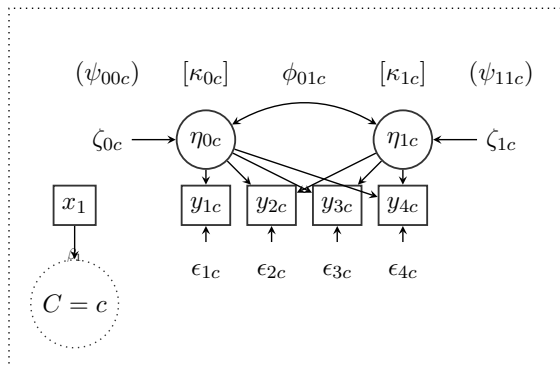 (ψ₀₀c) [κ₀c] ϕ₀₁c [κ₁c] (ψ₁₁c)
ζ₀c η₀c η₁c ζ₁c
x₁ y₁c y₂c y₃c y₄c
ϵ₁c ϵ₂c ϵ₃c ϵ₄c
C = c